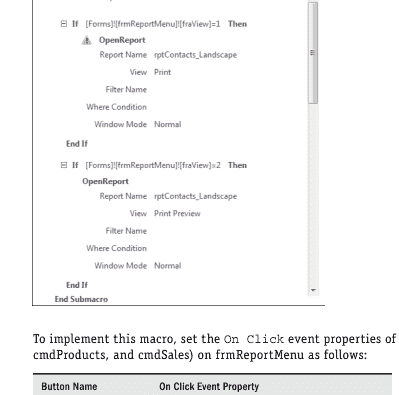 If [Forms]![frmReportMenu]![fraView]=1 Then
OpenReport
Report Name rptContacts_Landscape
View Print
Filter Name
Where Condition
Window Mode Normal
End If
If [Forms]![frmReportMenu]![fraView]=2 Then
OpenReport
Report Name rptContacts_Landscape
View Print Preview
Filter Name
Where Condition
Window Mode Normal
End If
End Submacro
To implement this macro, set the On Click event properties of
cmdProducts, and cmdSales) on frmReportMenu as follows:
Button Name On Click Event Property